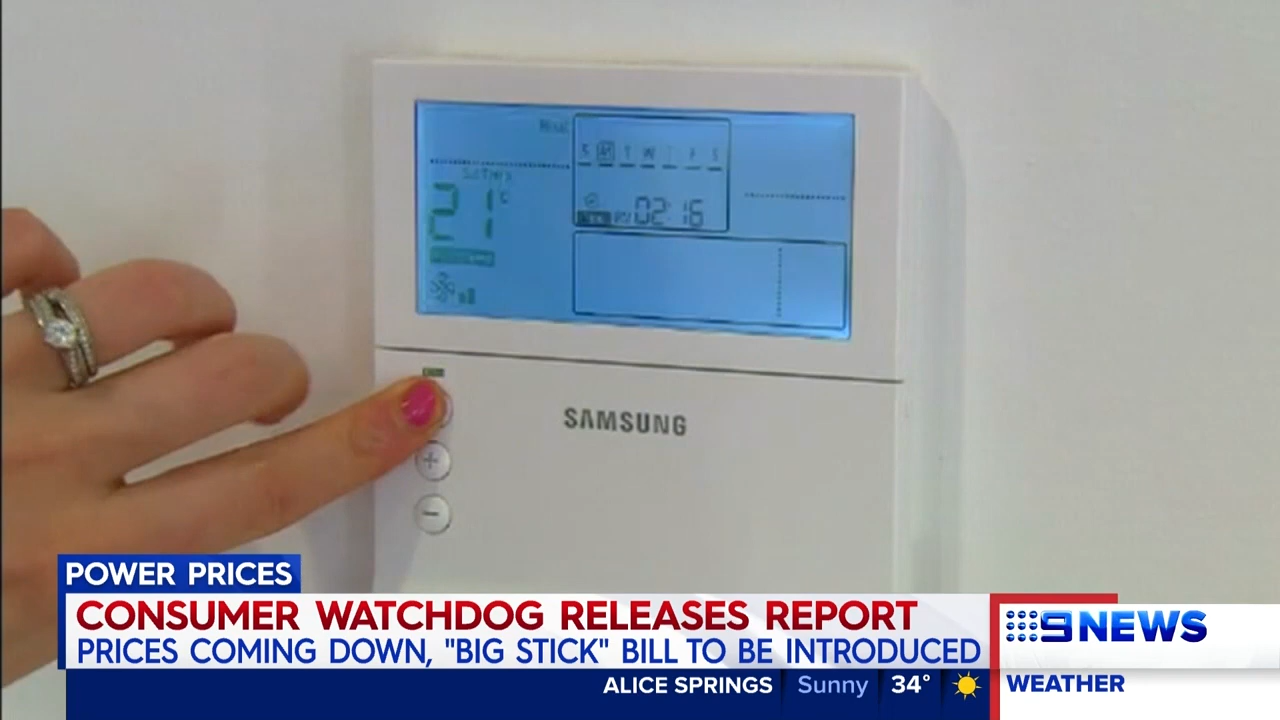 S M T W T F S
21°C
02:16
SAMSUNG
+
−
POWER PRICES
CONSUMER WATCHDOG RELEASES REPORT
PRICES COMING DOWN, "BIG STICK" BILL TO BE INTRODUCED
9NEWS
ALICE SPRINGS Sunny 34°
WEATHER